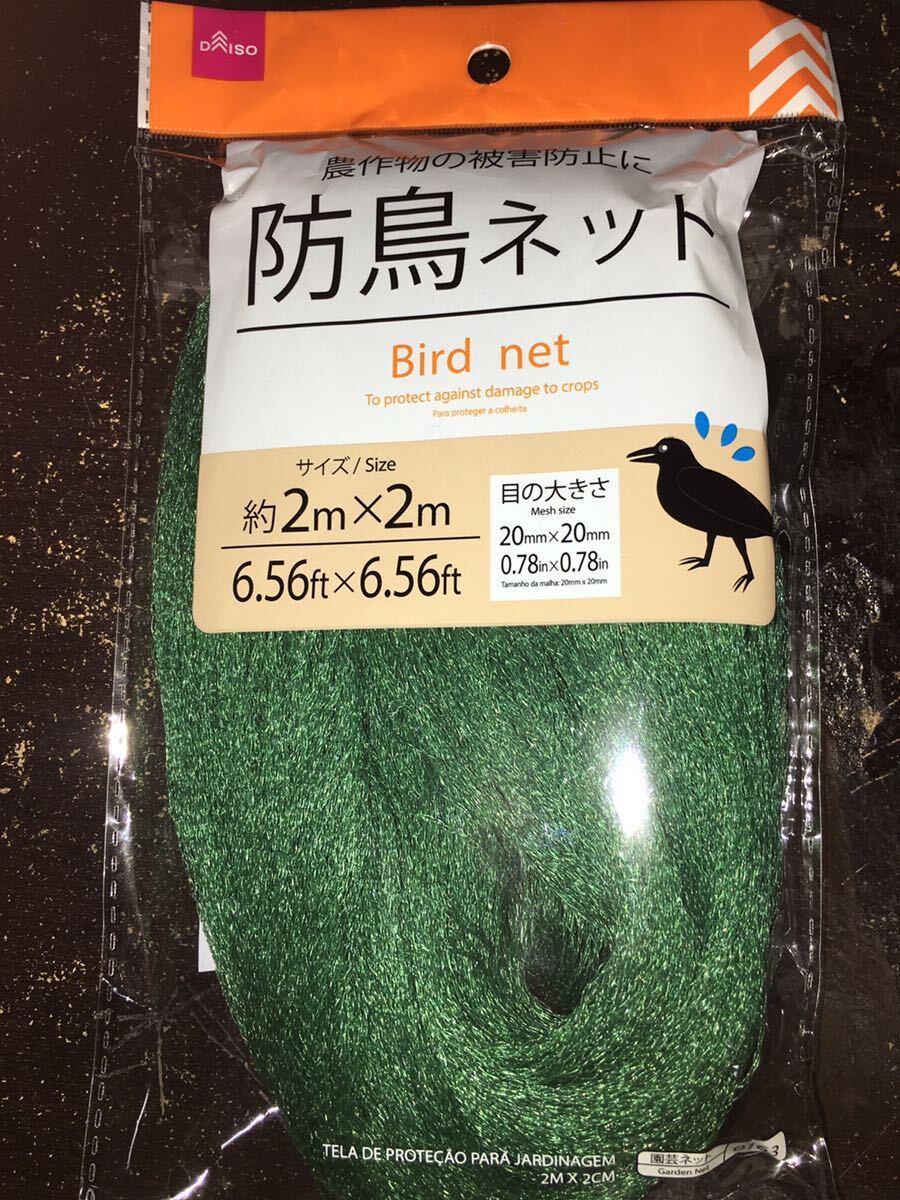 DAISO
農作物の被害防止に
防鳥ネット
Bird net
To protect against damage to crops
Para proteger a colheita
サイズ / Size
約2m×2m
6.56ft×6.56ft
目の大きさ
Mesh size
20mm×20mm
0.78in×0.78in
Tamanho da malha: 20mm x 20mm
TELA DE PROTEÇÃO PARA JARDINAGEM
2M X 2CM
園芸ネット
Garden Net